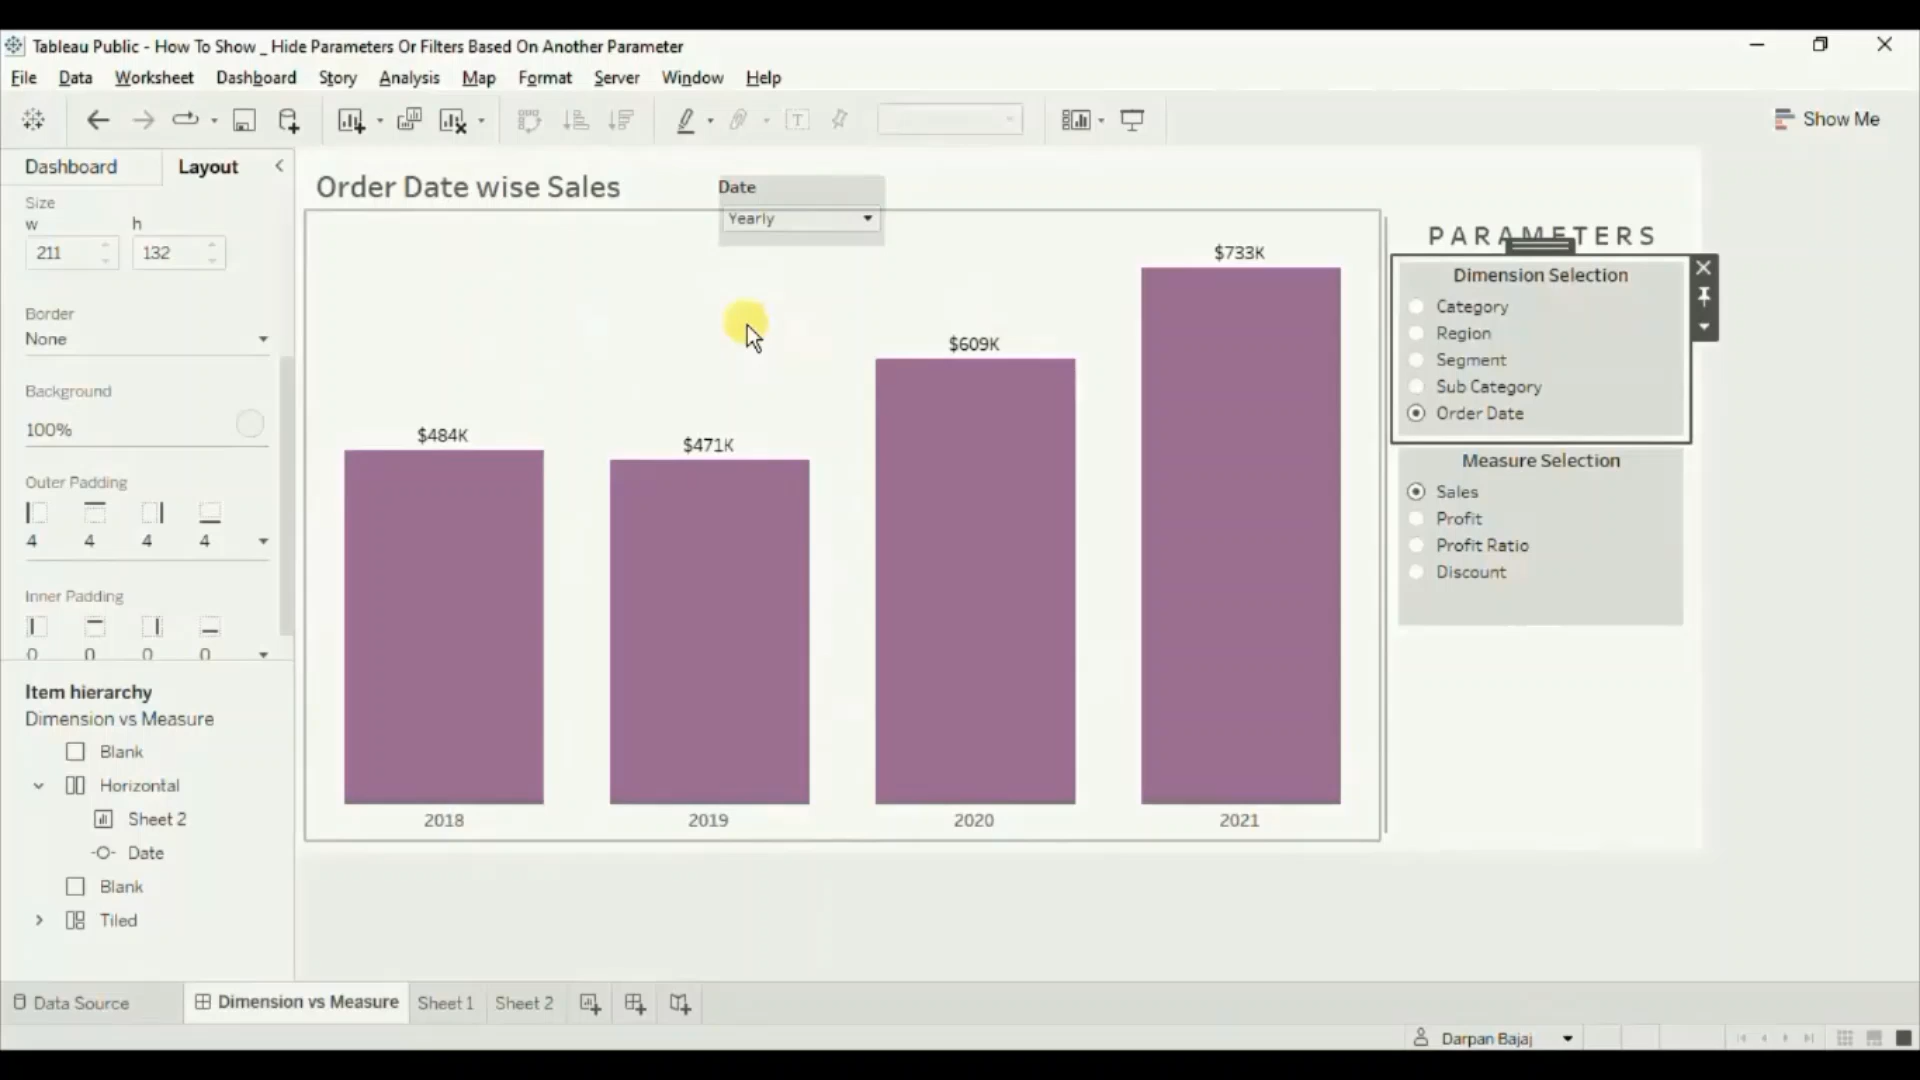 Tableau Public - How To Show _ Hide Parameters Or Filters Based On Another Parameter
File Data Worksheet Dashboard Story Analysis Map Format Server Window Help
Show Me
Dashboard Layout
Size
w h
211 132
Border
None
Background
100%
Outer Padding
4 4 4 4
Inner Padding
0 0 0 0
Item hierarchy
Dimension vs Measure
Blank
Horizontal
Sheet 2
Date
Blank
Tiled
Order Date wise Sales
Date
Yearly
$484K
$471K
$609K
$733K
2018 2019 2020 2021
PARAMETERS
Dimension Selection
Category
Region
Segment
Sub Category
Order Date
Measure Selection
Sales
Profit
Profit Ratio
Discount
Data Source Dimension vs Measure Sheet 1 Sheet 2
Darpan Bajaj